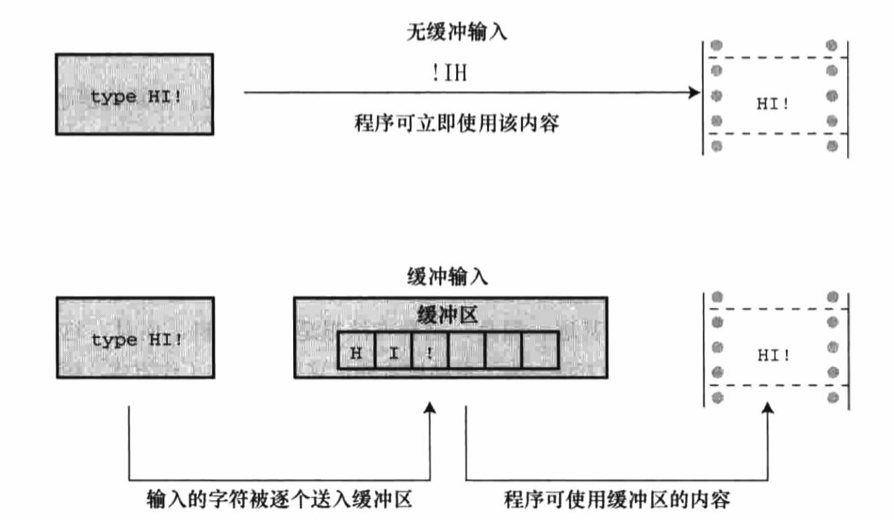 无缓冲输入
type HI!
!IH
HI!
程序可立即使用该内容
缓冲输入
缓冲区
type HI!
H I !
HI!
输入的字符被逐个送入缓冲区
程序可使用缓冲区的内容